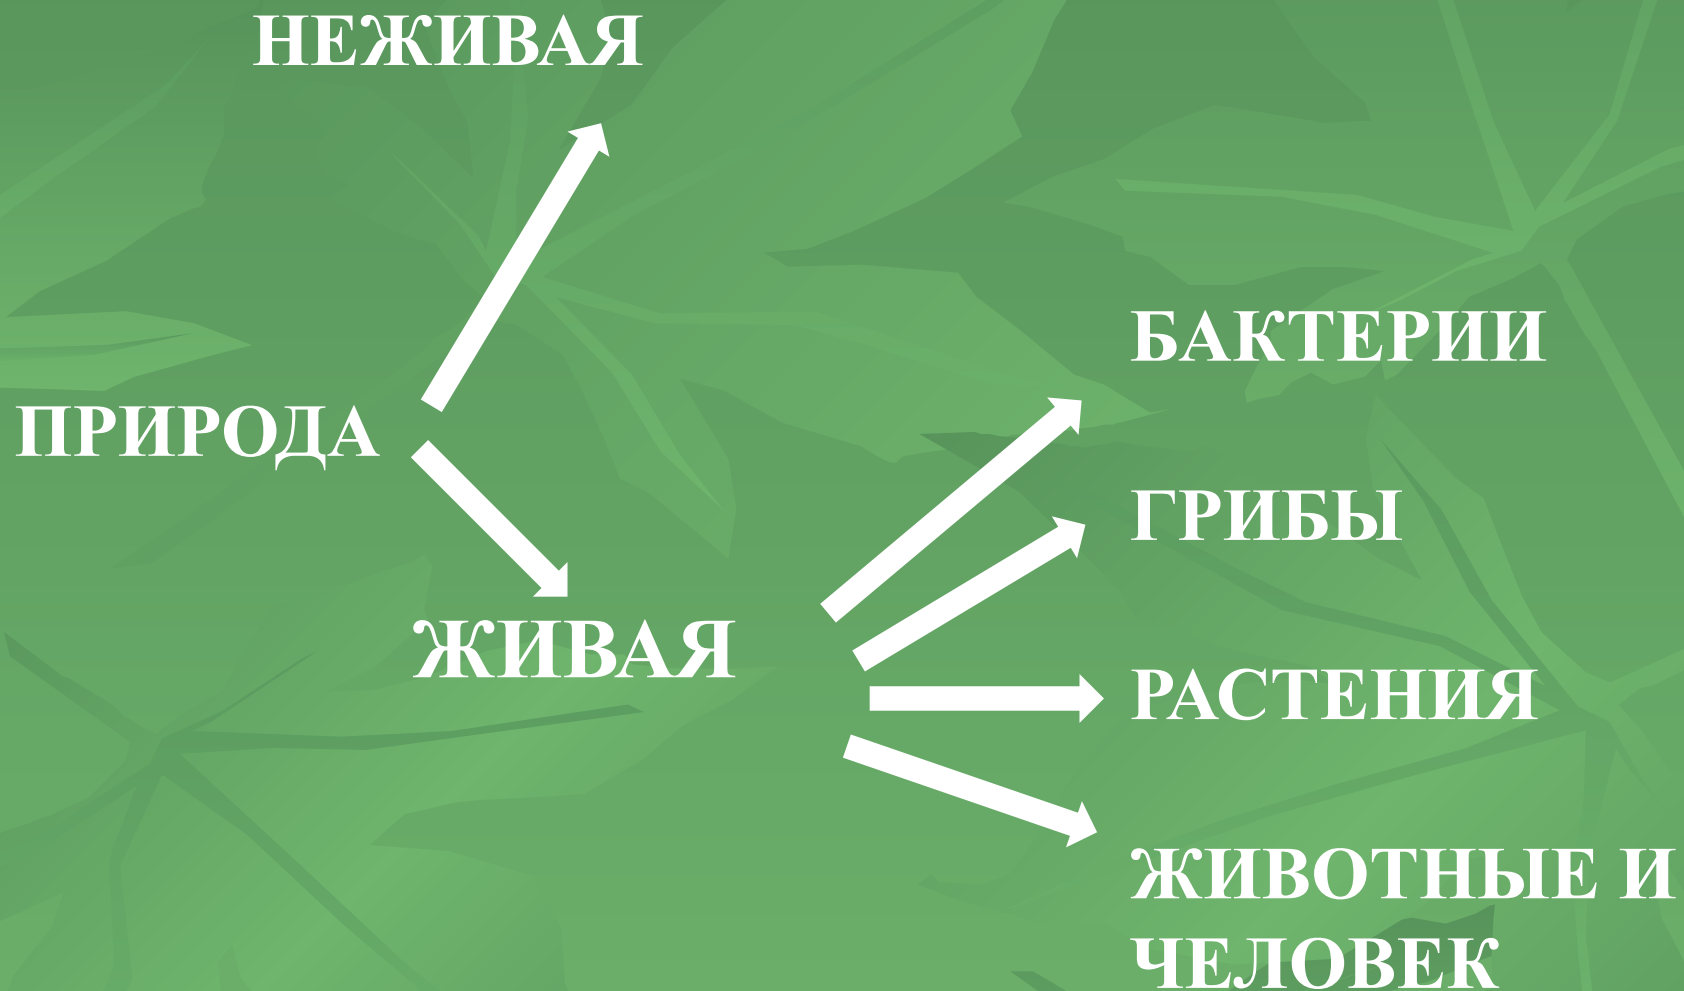 НЕЖИВАЯ
ПРИРОДА
ЖИВАЯ
БАКТЕРИИ
ГРИБЫ
РАСТЕНИЯ
ЖИВОТНЫЕ И
ЧЕЛОВЕК